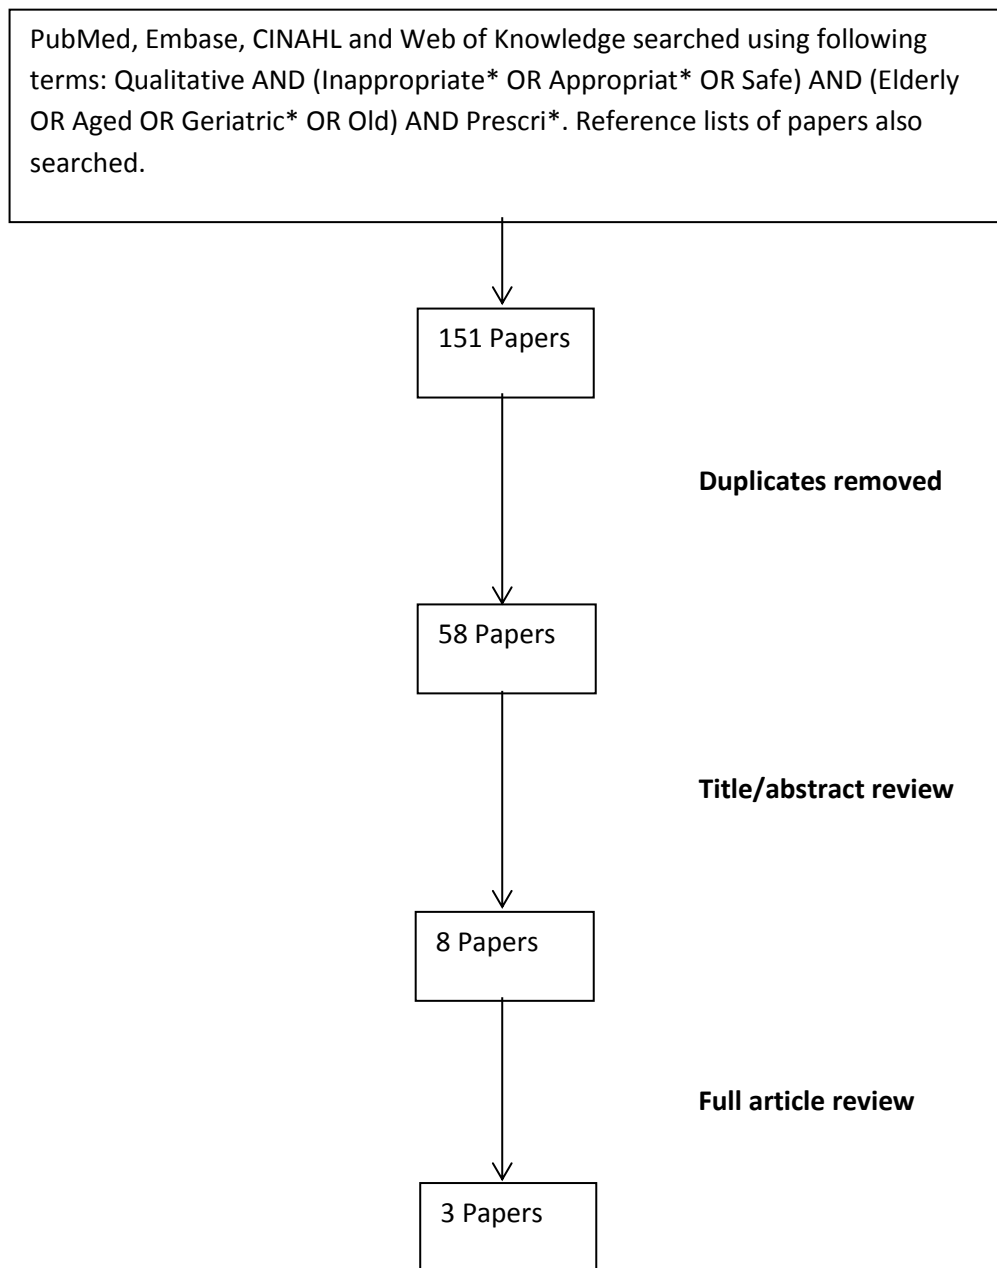 PubMed, Embase, CINAHL and Web of Knowledge searched using following
terms: Qualitative AND (Inappropriate* OR Appropriat* OR Safe) AND (Elderly
OR Aged OR Geriatric* OR Old) AND Prescri*. Reference lists of papers also
searched.
151 Papers
Duplicates removed
58 Papers
Title/abstract review
8 Papers
Full article review
3 Papers